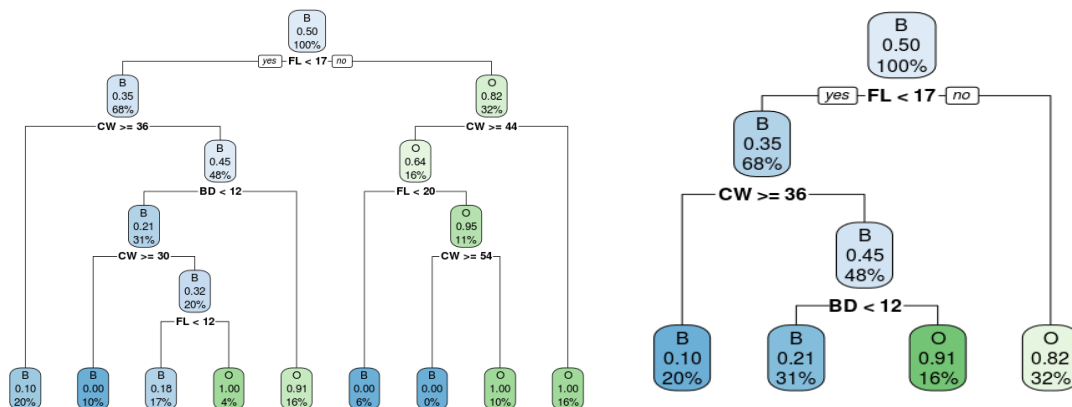 B
0.50
100%
yes FL < 17 no
B
0.35
68%
O
0.82
32%
CW >= 36
CW >= 44
B
0.45
48%
O
0.64
16%
BD < 12
FL < 20
B
0.21
31%
O
0.95
11%
CW >= 30
CW >= 54
B
0.32
20%
FL < 12
B
0.10
20%
B
0.00
10%
B
0.18
17%
O
1.00
4%
O
0.91
16%
B
0.00
6%
B
0.00
0%
O
1.00
10%
O
1.00
16%
B
0.50
100%
yes FL < 17 no
B
0.35
68%
CW >= 36
B
0.45
48%
BD < 12
B
0.10
20%
B
0.21
31%
O
0.91
16%
O
0.82
32%